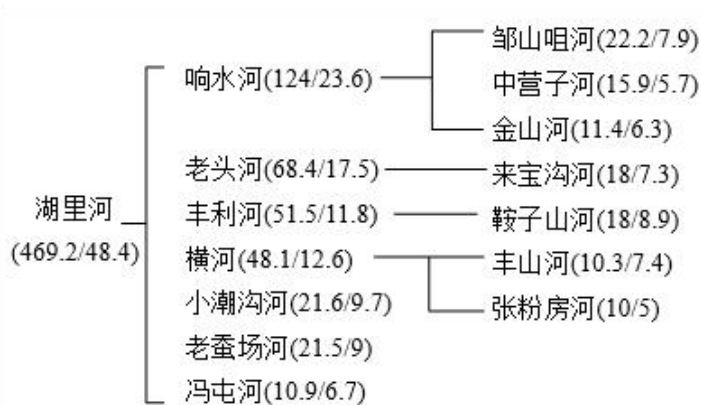 湖里河
(469.2/48.4)
响水河(124/23.6)
邹山咀河(22.2/7.9)
中营子河(15.9/5.7)
金山河(11.4/6.3)
老头河(68.4/17.5)
来宝沟河(18/7.3)
丰利河(51.5/11.8)
鞍子山河(18/8.9)
横河(48.1/12.6)
丰山河(10.3/7.4)
张粉房河(10/5)
小潮沟河(21.6/9.7)
老蚕场河(21.5/9)
冯屯河(10.9/6.7)